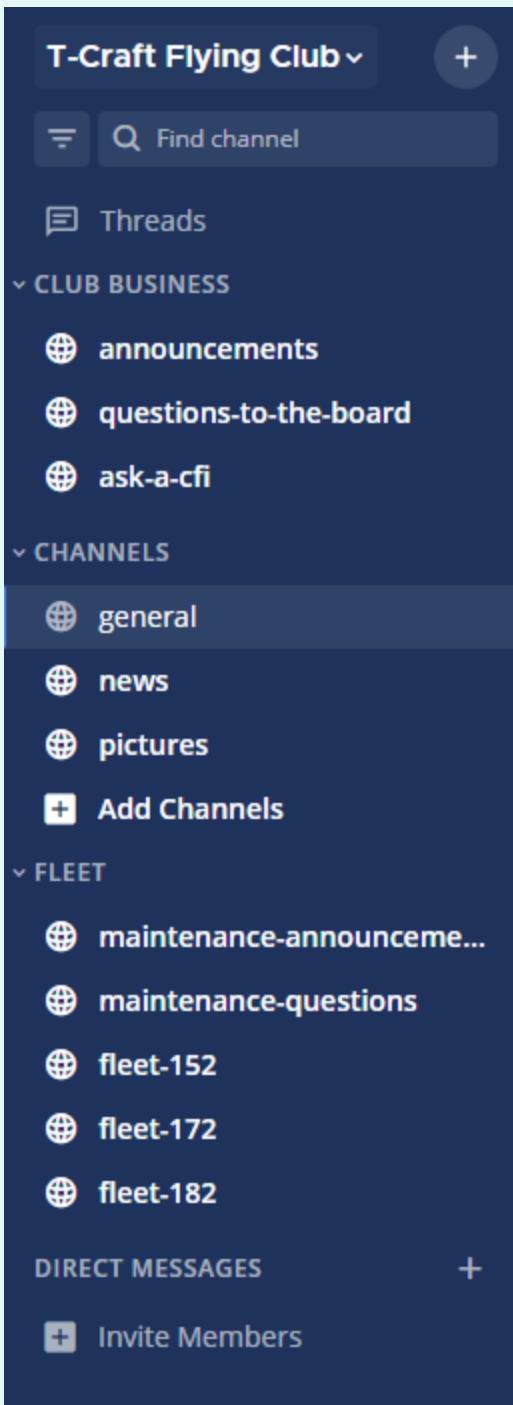 T-Craft Flying Club
Find channel
Threads
CLUB BUSINESS
announcements
questions-to-the-board
ask-a-cfi
CHANNELS
general
news
pictures
Add Channels
FLEET
maintenance-announceme...
maintenance-questions
fleet-152
fleet-172
fleet-182
DIRECT MESSAGES
Invite Members